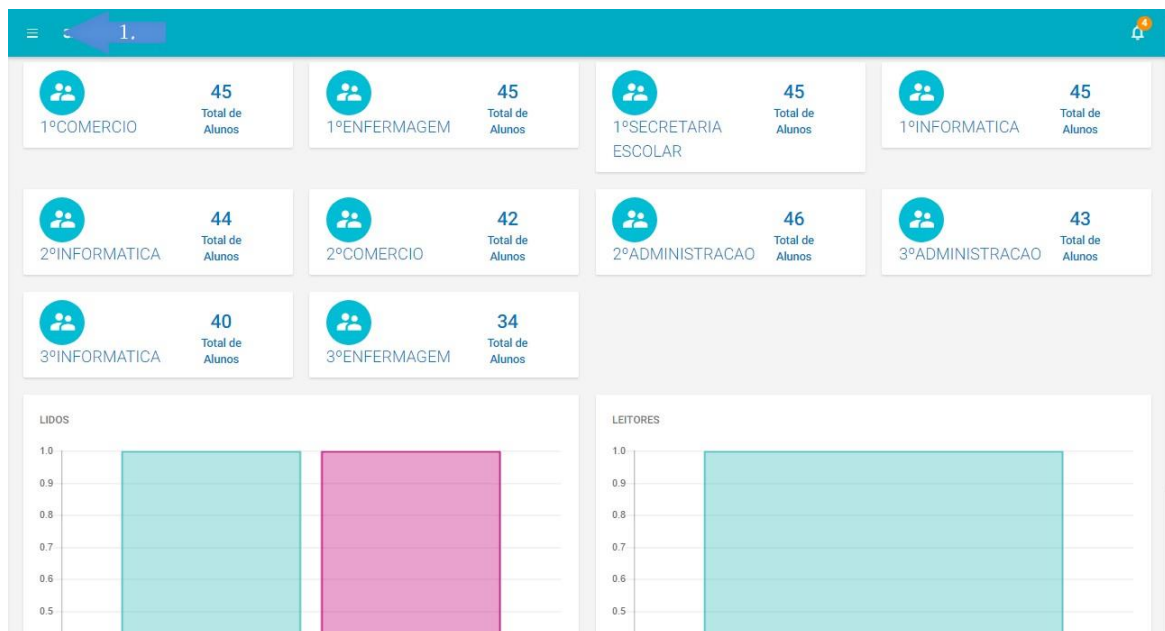 1.
4
45
Total de
Alunos
1ºCOMERCIO
45
Total de
Alunos
1ºENFERMAGEM
45
Total de
Alunos
1ºSECRETARIA
ESCOLAR
45
Total de
Alunos
1ºINFORMATICA
44
Total de
Alunos
2ºINFORMATICA
42
Total de
Alunos
2ºCOMERCIO
46
Total de
Alunos
2ºADMINISTRACAO
43
Total de
Alunos
3ºADMINISTRACAO
40
Total de
Alunos
3ºINFORMATICA
34
Total de
Alunos
3ºENFERMAGEM
LIDOS
1.0
0.9
0.8
0.7
0.6
0.5
LEITORES
1.0
0.9
0.8
0.7
0.6
0.5